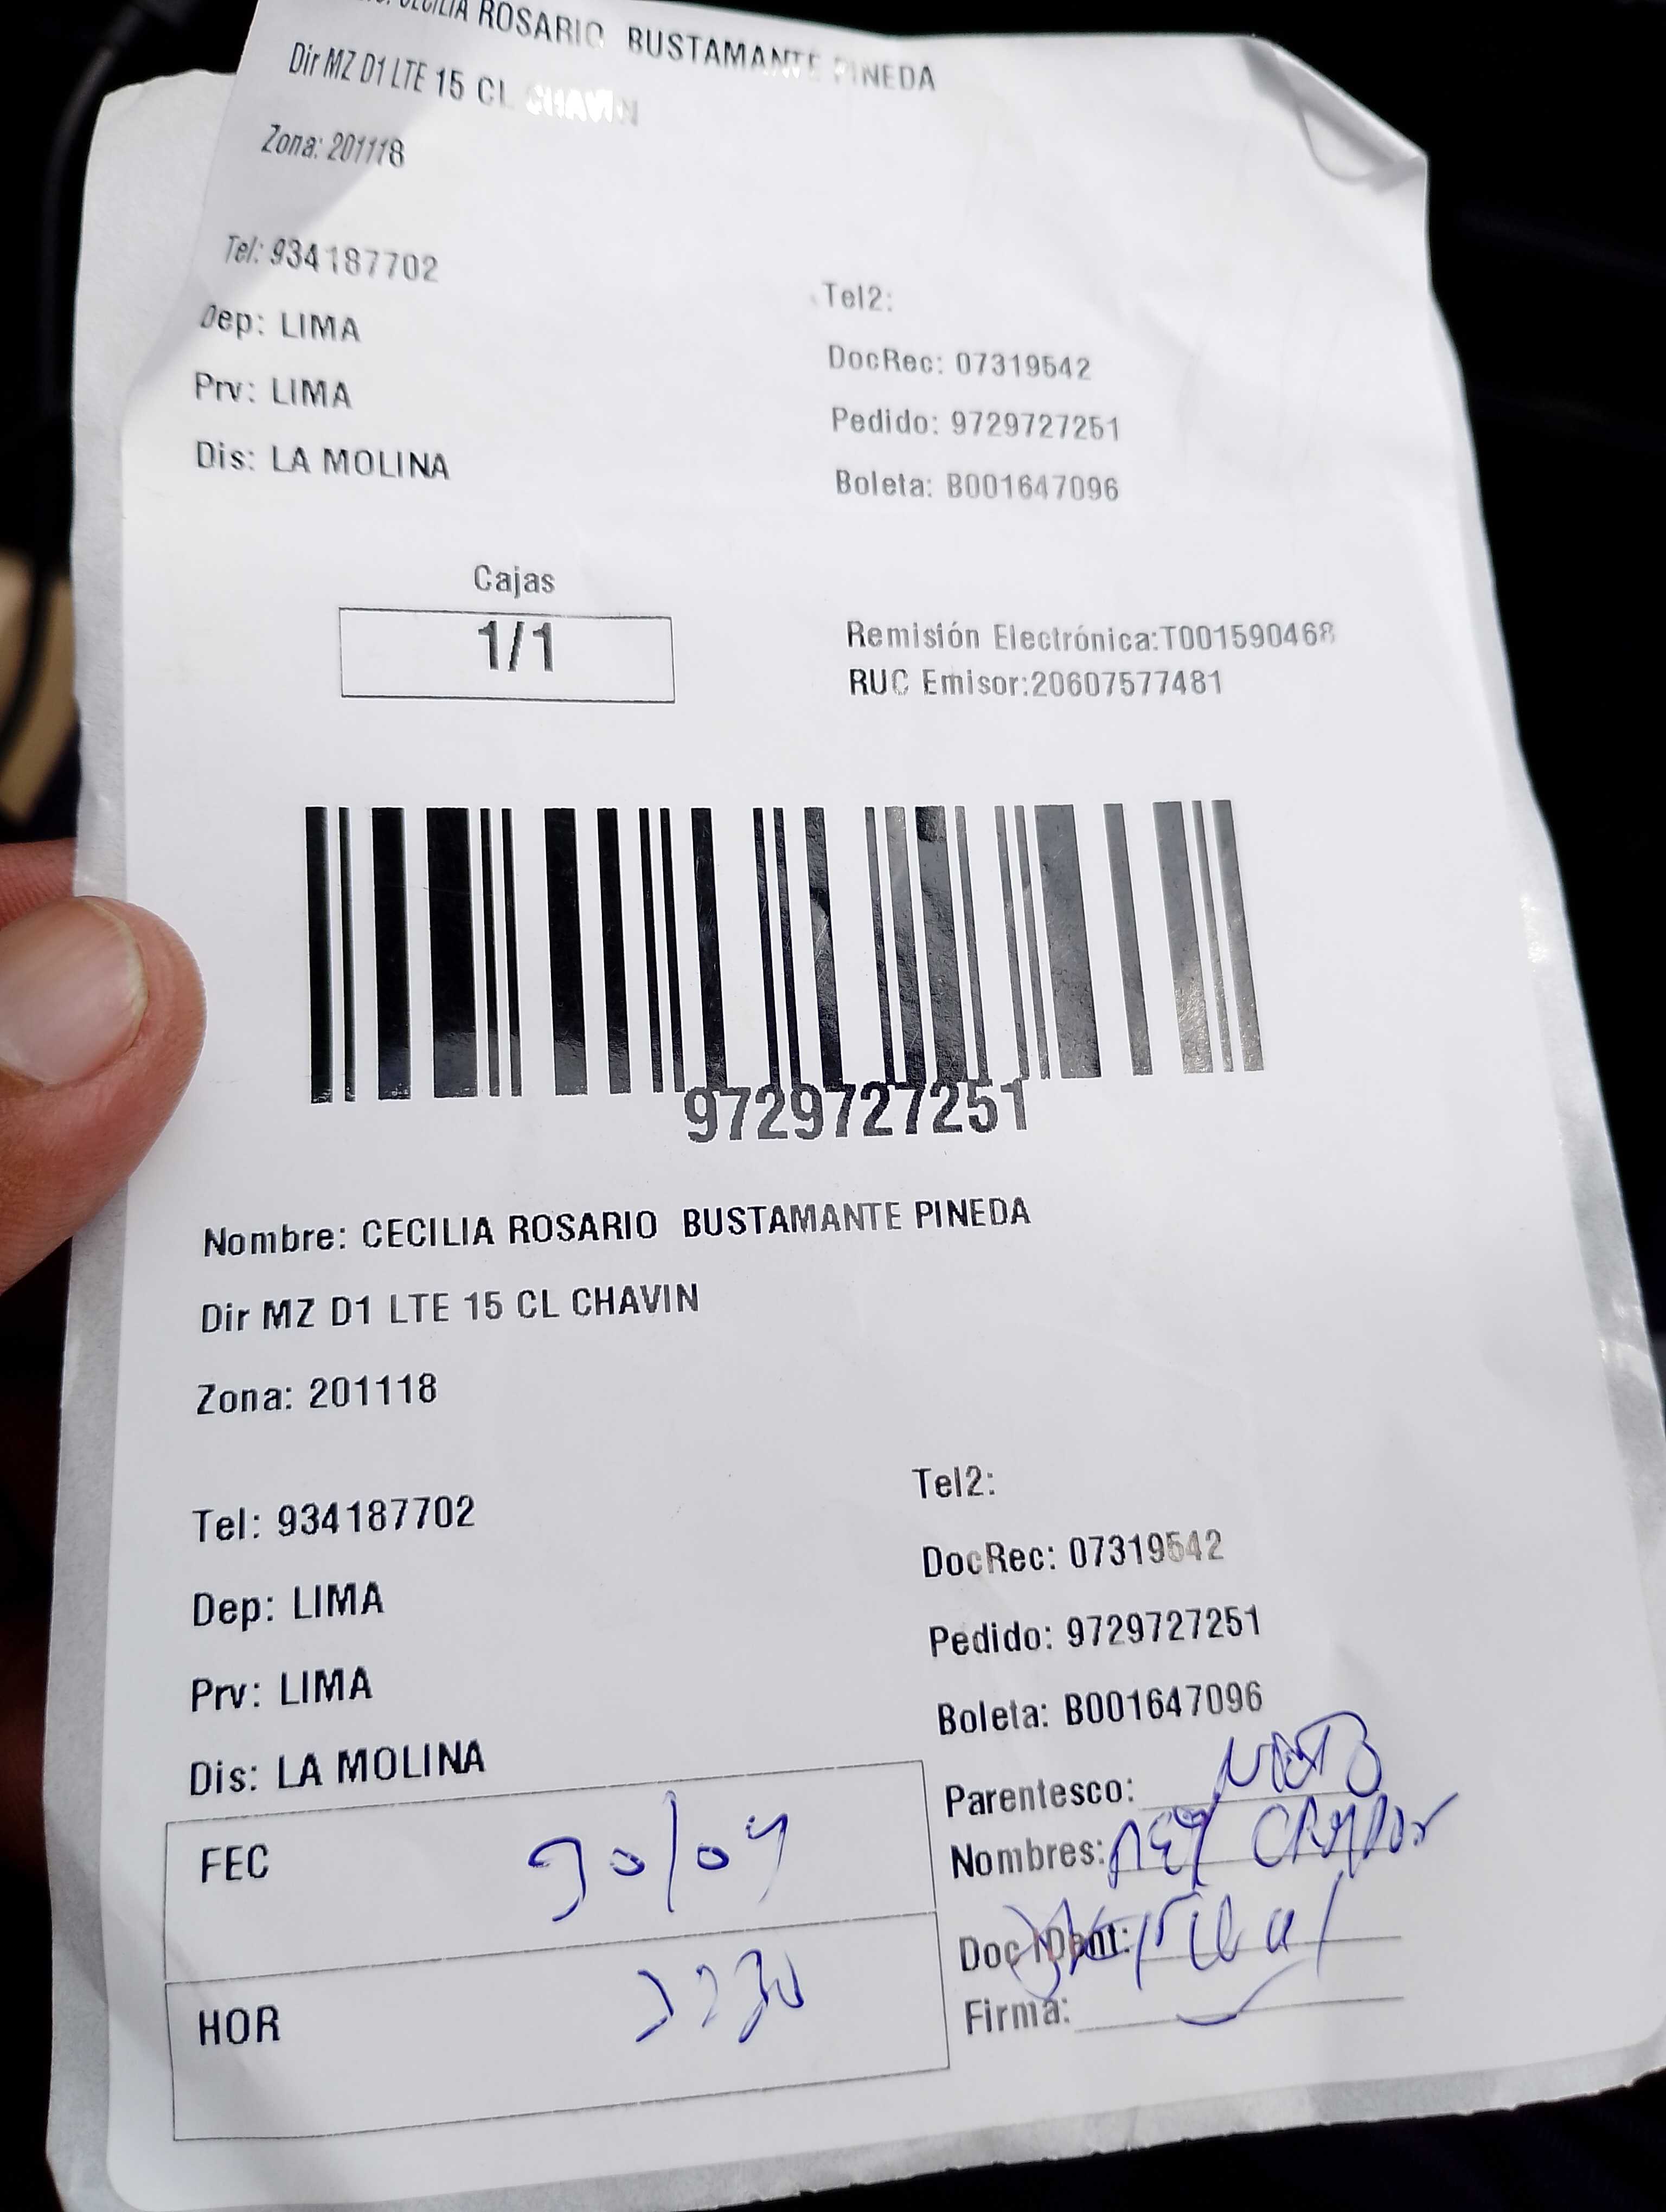 CECILIA ROSARIO BUSTAMANTE PINEDA
Dir MZ D1 LTE 15 CL CHAVIN
Zona: 201118
Tel: 934187702
Tel2:
Dep: LIMA
DocRec: 07319542
Prv: LIMA
Pedido: 9729727251
Dis: LA MOLINA
Boleta: B001647096
Cajas
1/1
Remisión Electrónica:T001590468
RUC Emisor:20607577481
9729727251
Nombre: CECILIA ROSARIO BUSTAMANTE PINEDA
Dir MZ D1 LTE 15 CL CHAVIN
Zona: 201118
Tel: 934187702
Tel2:
Dep: LIMA
DocRec: 07319542
Prv: LIMA
Pedido: 9729727251
Dis: LA MOLINA
Boleta: B001647096
Parentesco:
FEC
Nombres:
Doc IDent:
HOR
Firma: